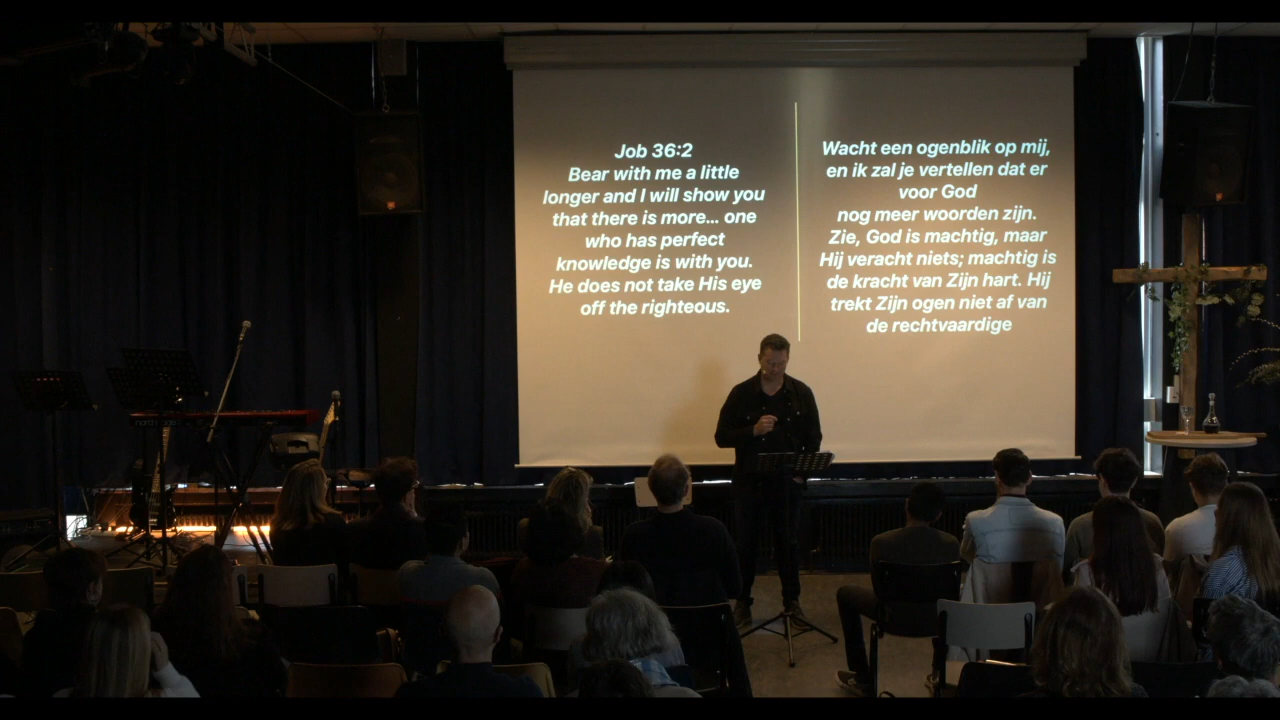 Job 36:2
Bear with me a little
longer and I will show you
that there is more... one
who has perfect
knowledge is with you.
He does not take His eye
off the righteous.
Wacht een ogenblik op mij,
en ik zal je vertellen dat er
voor God
nog meer woorden zijn.
Zie, God is machtig, maar
Hij veracht niets; machtig is
de kracht van Zijn hart. Hij
trekt Zijn ogen niet af van
de rechtvaardige